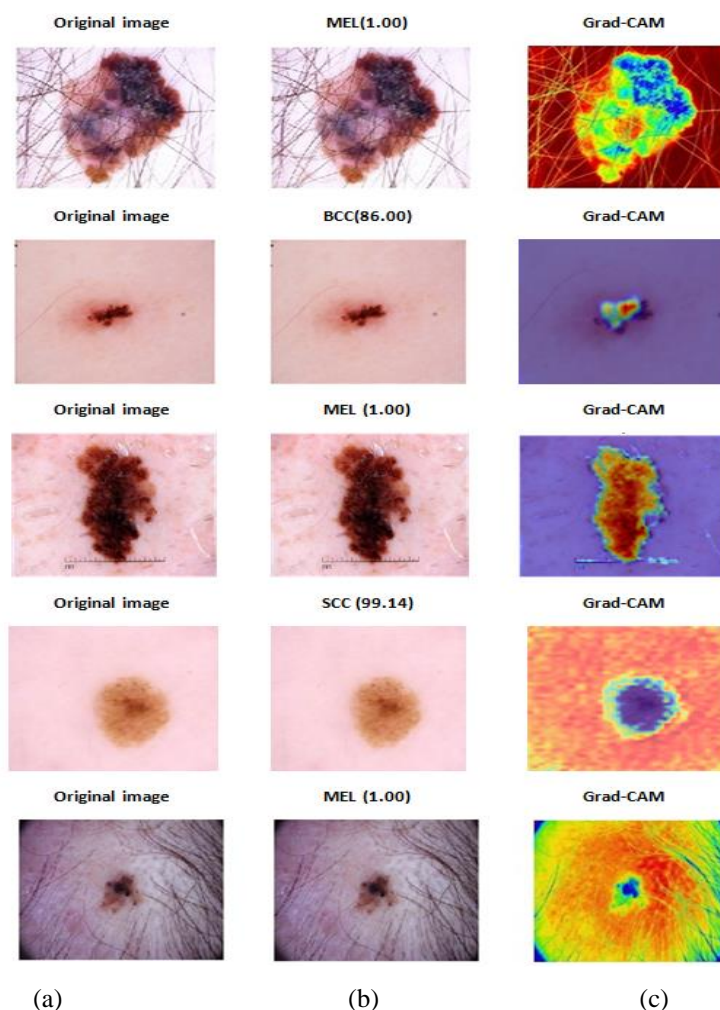 Original image MEL(1.00) Grad-CAM
Original image BCC(86.00) Grad-CAM
Original image MEL (1.00) Grad-CAM
Original image SCC (99.14) Grad-CAM
Original image MEL (1.00) Grad-CAM
(a) (b) (c)